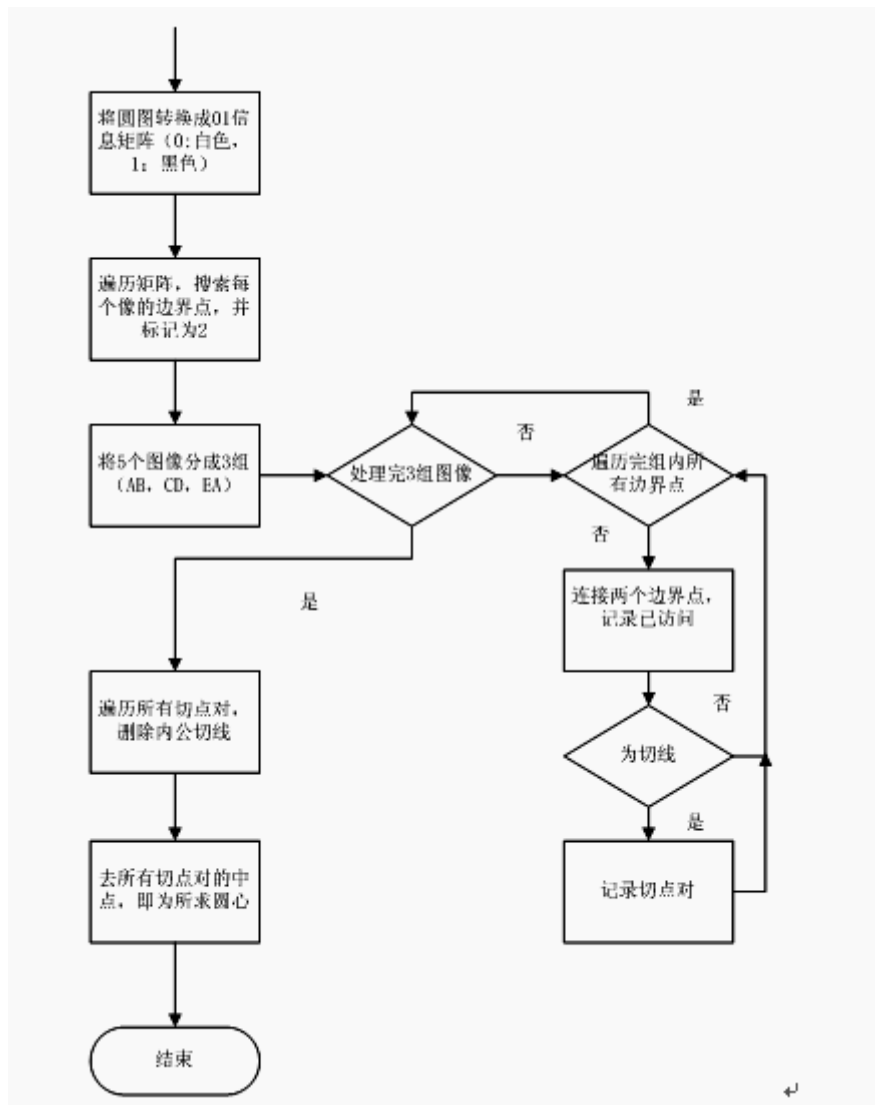 将圆图转换成01信
息矩阵（0：白色，
1：黑色）
遍历矩阵，搜索每
个像的边界点，并
标记为2
将5个图像分成3组
（AB，CD，EA）
处理完3组图像
否
是
遍历完组内所
有边界点
否
连接两个边界点，
记录已访问
是
否
为切线
是
记录切点对
遍历所有切点对，
删除内公切线
去所有切点对的中
点，即为所求圆心
结束